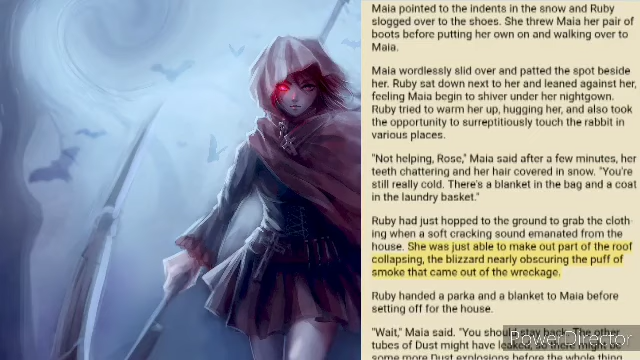 Maia pointed to the indents in the snow and Ruby
slogged over to the shoes. She threw Maia her pair of
boots before putting her own on and walking over to
Maia.
Maia wordlessly slid over and patted the spot beside
her. Ruby sat down next to her and leaned against her,
feeling Maia begin to shiver under her nightgown.
Ruby tried to warm her up, hugging her, and also took
the opportunity to surreptitiously touch the rabbit in
various places.
"Not helping, Rose," Maia said after a few minutes, her
teeth chattering and her hair covered in snow. "You're
still really cold. There's a blanket in the bag and a coat
in the laundry basket."
Ruby had just hopped to the ground to grab the cloth-
ing when a soft cracking sound emanated from the
house. She was just able to make out part of the roof
collapsing, the blizzard nearly obscuring the puff of
smoke that came out of the wreckage.
Ruby handed a parka and a blanket to Maia before
setting off for the house.
"Wait," Maia said. "You should stay back. The other
tubes of Dust might have leaked, so there might be
some more Dust explosions before the whole thing
PowerDirector